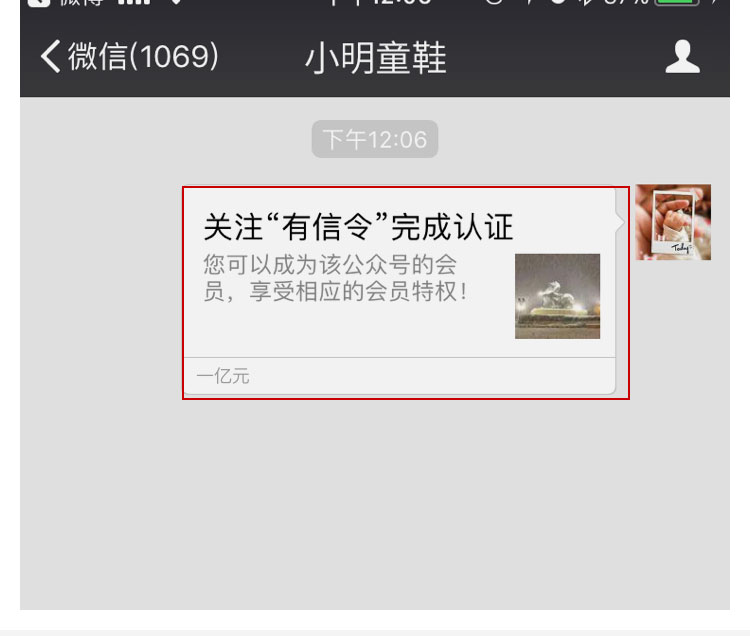 微信(1069)
小明童鞋
下午12:06
关注“有信令”完成认证
您可以成为该公众号的会
员，享受相应的会员特权！
一亿元
Today